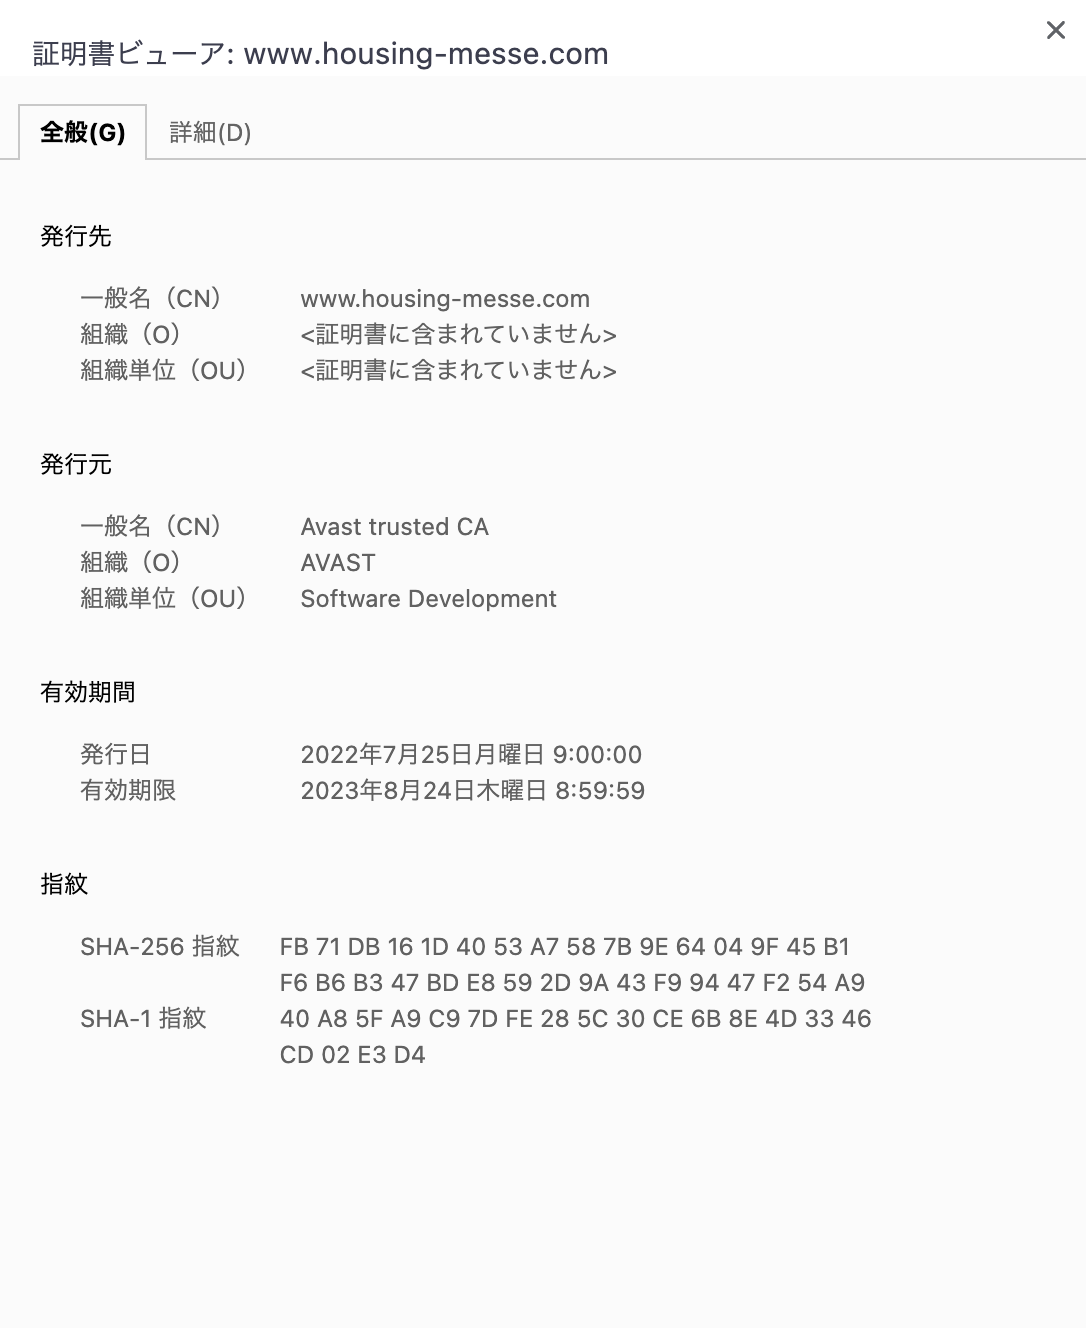 証明書ビューア: www.housing-messe.com
全般(G) 詳細(D)
発行先
一般名（CN） www.housing-messe.com
組織（O） <証明書に含まれていません>
組織単位（OU） <証明書に含まれていません>
発行元
一般名（CN） Avast trusted CA
組織（O） AVAST
組織単位（OU） Software Development
有効期間
発行日 2022年7月25日月曜日 9:00:00
有効期限 2023年8月24日木曜日 8:59:59
指紋
SHA-256 指紋 FB 71 DB 16 1D 40 53 A7 58 7B 9E 64 04 9F 45 B1
F6 B6 B3 47 BD E8 59 2D 9A 43 F9 94 47 F2 54 A9
SHA-1 指紋 40 A8 5F A9 C9 7D FE 28 5C 30 CE 6B 8E 4D 33 46
CD 02 E3 D4